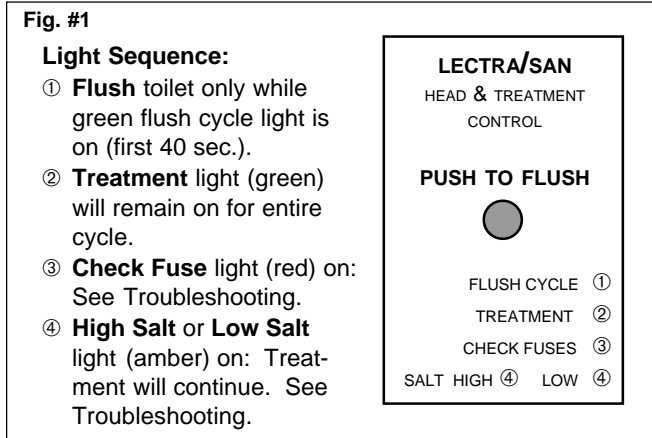 Fig. #1
Light Sequence:
① Flush toilet only while
green flush cycle light is
on (first 40 sec.).
② Treatment light (green)
will remain on for entire
cycle.
③ Check Fuse light (red) on:
See Troubleshooting.
④ High Salt or Low Salt
light (amber) on: Treat-
ment will continue. See
Troubleshooting.
LECTRA/SAN
HEAD & TREATMENT
CONTROL
PUSH TO FLUSH
FLUSH CYCLE ①
TREATMENT ②
CHECK FUSES ③
SALT HIGH ④ LOW ④